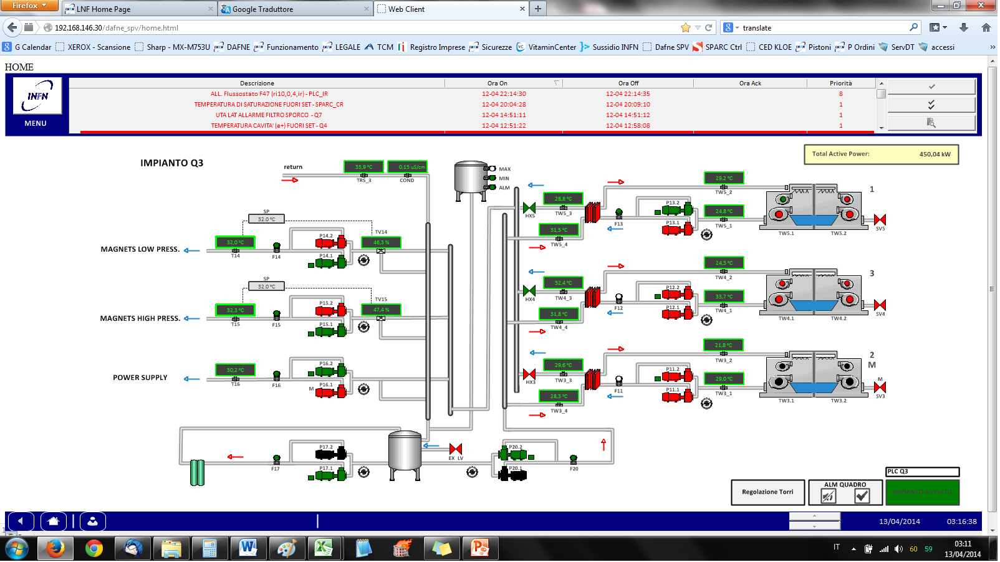 Firefox
LNF Home Page
Google Traduttore
Web Client
192.168.146.30/dafne_spv/home.html
translate
G Calendar
XEROX - Scansione
Sharp - MX-M753U
DAFNE
Funzionamento
LEGALE
TCM
Registro Imprese
Sicurezze
VitaminCenter
Sussidio INFN
Dafne SPV
SPARC Ctrl
CED KLOE
Pistoni
P Ordini
ServDT
accessi
HOME
INFN
MENU
Descrizione Ora On Ora Off Ora Ack Priorità
ALL. Flussostato F47 (ri10,0,4,ir) - PLC_IR 12-04 22:14:30 12-04 22:14:35 8
TEMPERATURA DI SATURAZIONE FUORI SET - SPARC_CR 12-04 20:04:28 12-04 20:09:10 1
UTA LAT ALLARME FILTRO SPORCO - Q7 12-04 14:51:11 12-04 14:51:12 1
TEMPERATURA CAVITA' (e+) FUORI SET - Q4 12-04 12:51:22 12-04 12:58:08 1
Total Active Power: 450,04 kW
IMPIANTO Q3
return
35,9 °C
TRS_3
0,15 uS/cm
COND
MAX
MIN
ALM
SP
32.0 °C
32,0 °C
T14
F14
P14.2
P14.1
TV14
46,3 %
MAGNETS LOW PRESS.
SP
32.0 °C
32,3 °C
T15
F15
P15.2
P15.1
TV15
47,4 %
MAGNETS HIGH PRESS.
30,2 °C
T16
F16
P16.2
M P16.1
POWER SUPPLY
F17
P17.2
P17.1
EX LV
P20.2
P20.1
F20
HX5
28,8 °C
TW5_3
31,5 °C
TW5_4
F13
P13.2
P13.1
29,2 °C
TW5_2
24,8 °C
TW5_1
1
TW5.1
TW5.2
SV5
HX4
32,4 °C
TW4_3
31,8 °C
TW4_4
F12
P12.2
P12.1
24,3 °C
TW4_2
33,7 °C
TW4_1
3
TW4.1
TW4.2
SV4
HX3
29,6 °C
TW3_3
28,3 °C
TW3_4
F11
P11.2
P11.1
21,8 °C
TW3_2
29,0 °C
TW3_1
2
M
TW3.1
TW3.2
M
SV3
PLC Q3
Regolazione Torri
ALM QUADRO
IMPIANTO AVVIATO
13/04/2014 03:16:38
IT
60
59
03:11
13/04/2014